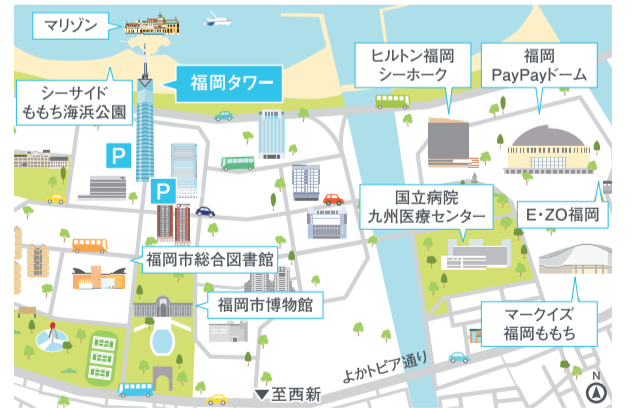 マリゾン
シーサイド
ももち海浜公園
福岡タワー
ヒルトン福岡
シーホーク
福岡
PayPayドーム
P
P
国立病院
九州医療センター
E・ZO福岡
福岡市総合図書館
福岡市博物館
マークイズ
福岡ももち
よかトピア通り
▼至西新
N